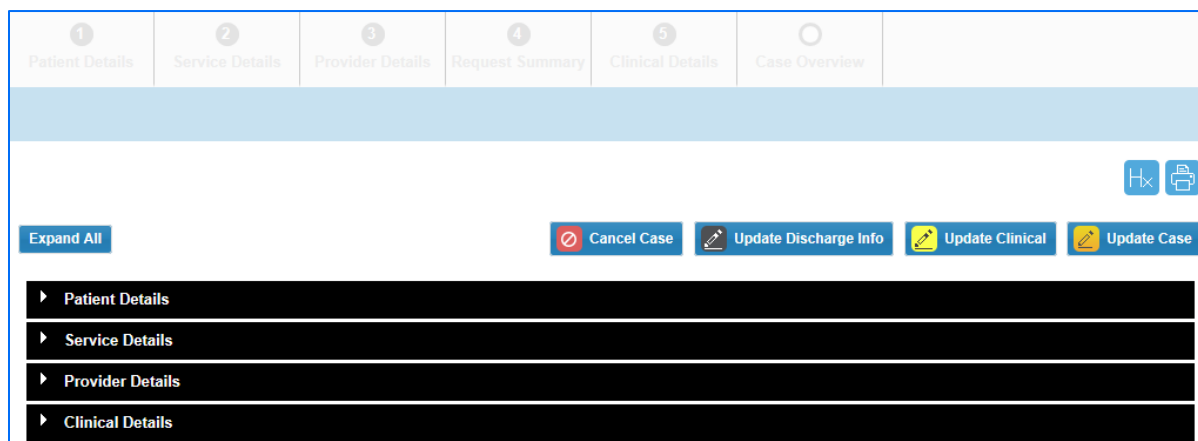 1 2 3 4 5
Patient Details Service Details Provider Details Request Summary Clinical Details Case Overview
Hx
Expand All Cancel Case Update Discharge Info Update Clinical Update Case
Patient Details
Service Details
Provider Details
Clinical Details